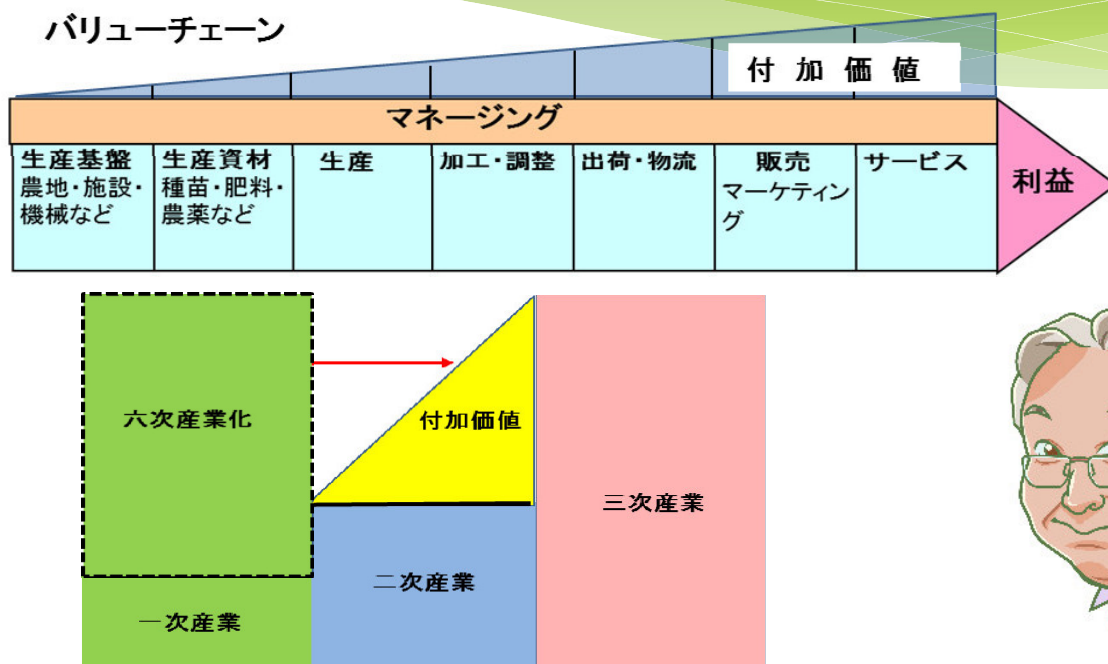 バリューチェーン
付 加 価 値
マネージング
生産基盤
農地・施設・
機械など
生産資材
種苗・肥料・
農薬など
生産
加工・調整
出荷・物流
販売
マーケティン
グ
サービス
利益
六次産業化
付加価値
三次産業
二次産業
一次産業